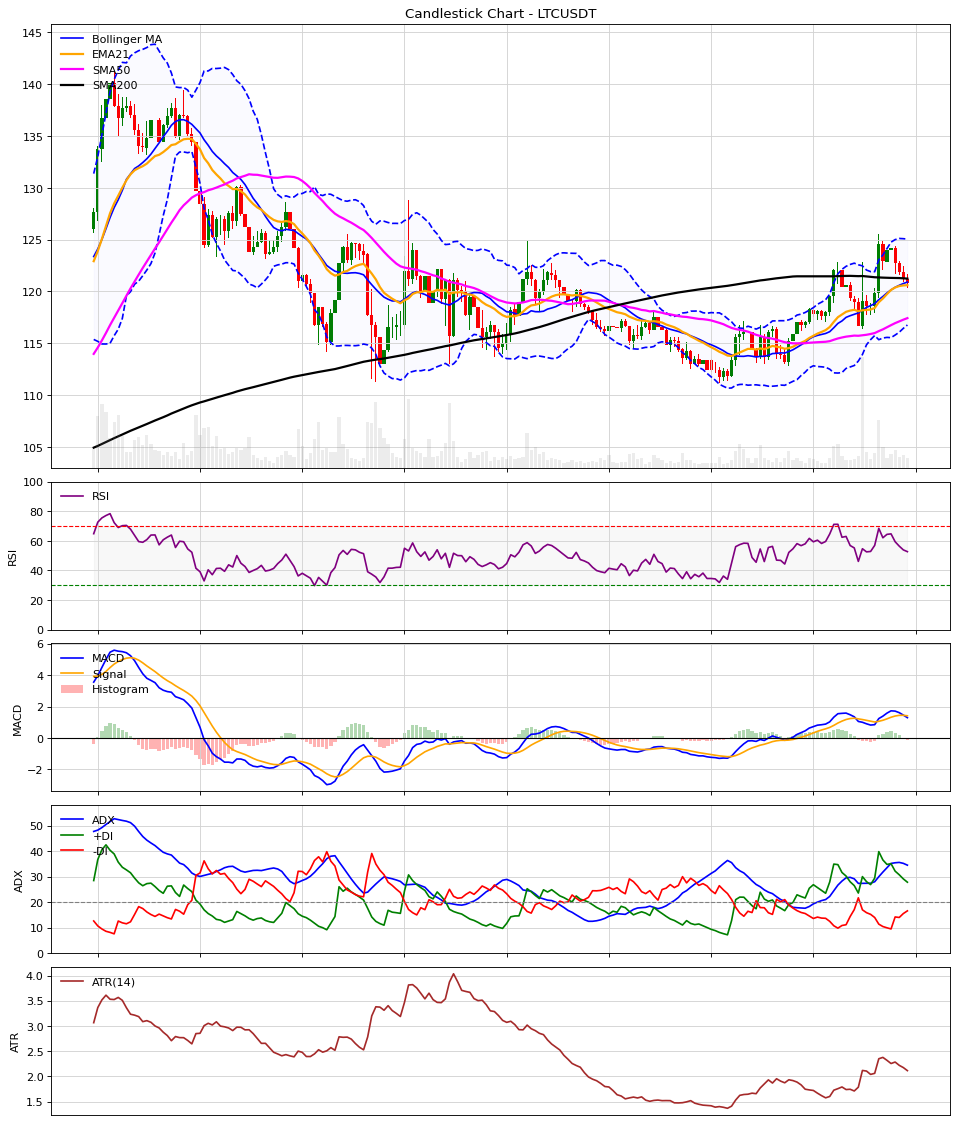 Candlestick Chart - LTCUSDT
145
140
135
130
125
120
115
110
105
Bollinger MA
EMA21
SMA50
SMA200
100
80
60
40
20
0
RSI
RSI
6
4
2
0
−2
MACD
MACD
Signal
Histogram
50
40
30
20
10
0
ADX
ADX
+DI
-DI
4.0
3.5
3.0
2.5
2.0
1.5
ATR
ATR(14)